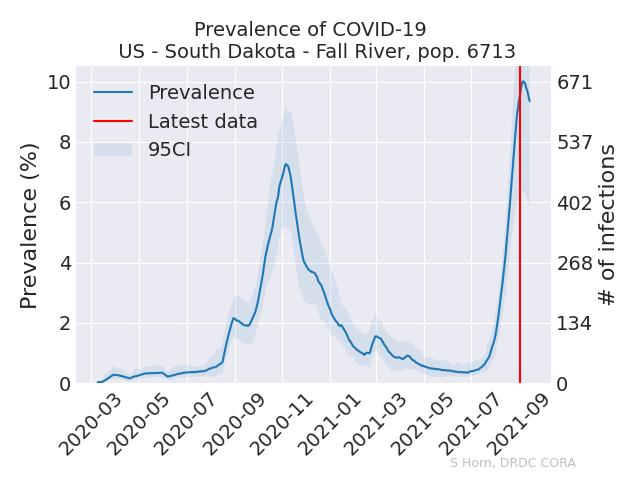 Prevalence of COVID-19
US - South Dakota - Fall River, pop. 6713
Prevalence
Latest data
95CI
Prevalence (%)
10
8
6
4
2
0
# of infections
671
537
402
268
134
0
2020-03
2020-05
2020-07
2020-09
2020-11
2021-01
2021-03
2021-05
2021-07
2021-09
S Horn, DRDC CORA